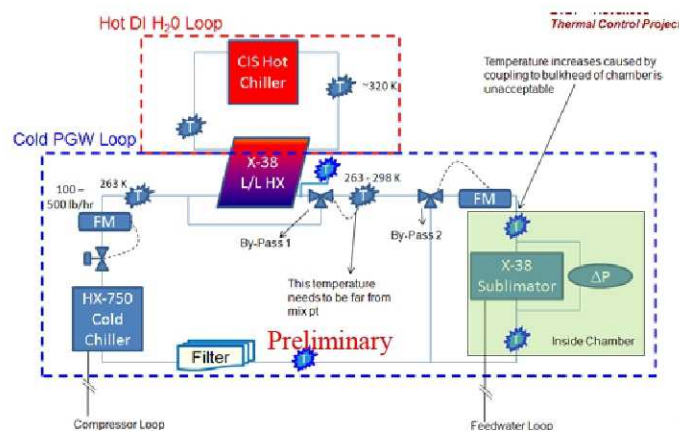 Thermal Control Project
Hot DI H₂0 Loop
Temperature increases caused by
coupling to bulkhead of chamber is
unacceptable
CIS Hot
Chiller
T
~320 K
T
Cold PGW Loop
X-38
L/L HX
T
100 –
500 lb/hr
263 K
T
263 - 298 K
T
FM
FM
By-Pass 1
By-Pass 2
T
This temperature
needs to be far from
mix pt
X-38
Sublimator
ΔP
HX-750
Cold
Chiller
Preliminary
Filter
T
T
Inside Chamber
Compressor Loop
Feedwater Loop